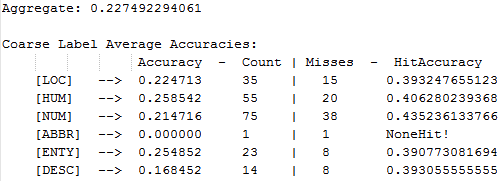 Aggregate: 0.227492294061
Coarse Label Average Accuracies:
Accuracy - Count | Misses - HitAccuracy
[LOC] --> 0.224713 35 | 15 0.393247655123
[HUM] --> 0.258542 55 | 20 0.406280239368
[NUM] --> 0.214716 75 | 38 0.435236133766
[ABBR] --> 0.000000 1 | 1 NoneHit!
[ENTY] --> 0.254852 23 | 8 0.390773081694
[DESC] --> 0.168452 14 | 8 0.393055555555